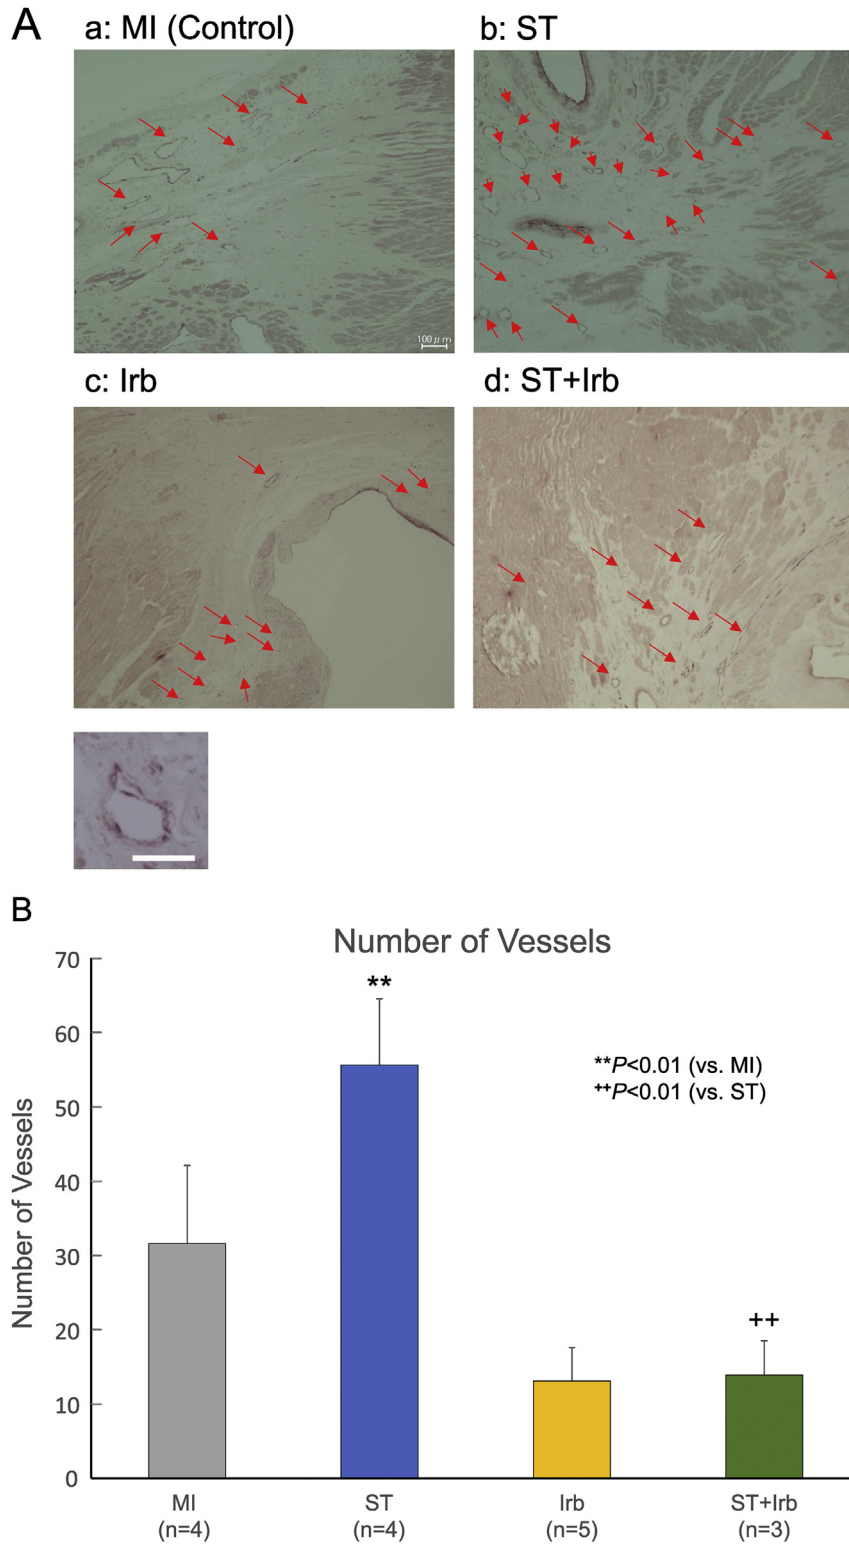 A
a: MI (Control)
b: ST
100 μm
c: Irb
d: ST+Irb
B
Number of Vessels
70
60
50
40
30
20
10
0
Number of Vessels
**
**P<0.01 (vs. MI)
++P<0.01 (vs. ST)
++
MI
(n=4)
ST
(n=4)
Irb
(n=5)
ST+Irb
(n=3)